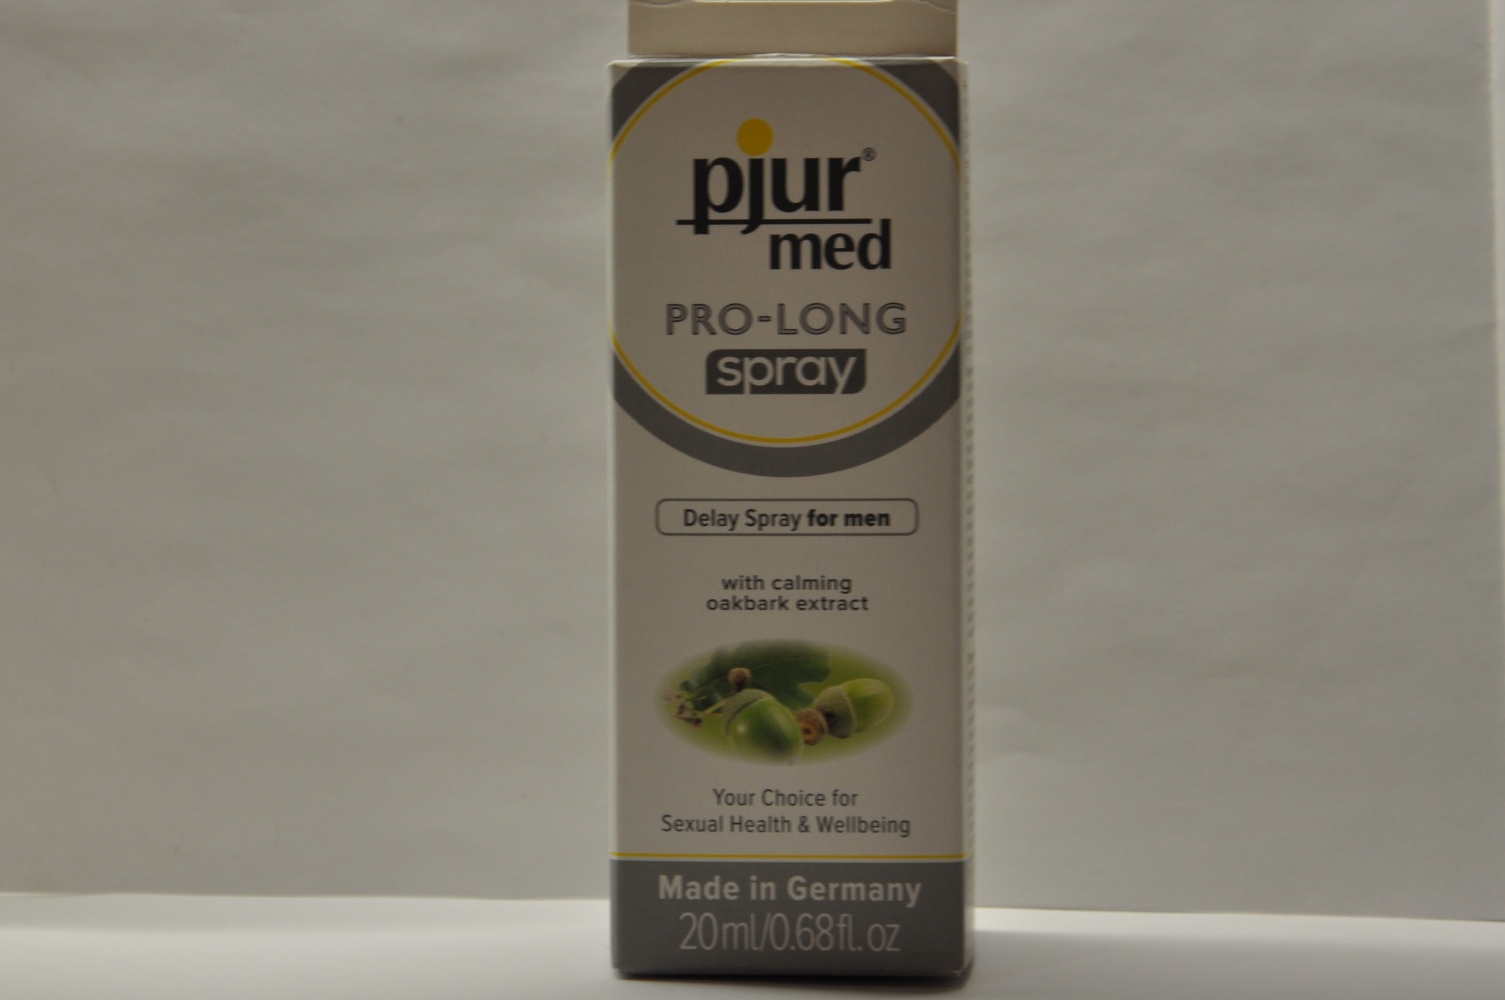 pjur®
med
PRO-LONG
spray
Delay Spray for men
with calming
oakbark extract
Your Choice for
Sexual Health & Wellbeing
Made in Germany
20ml/0.68fl.oz